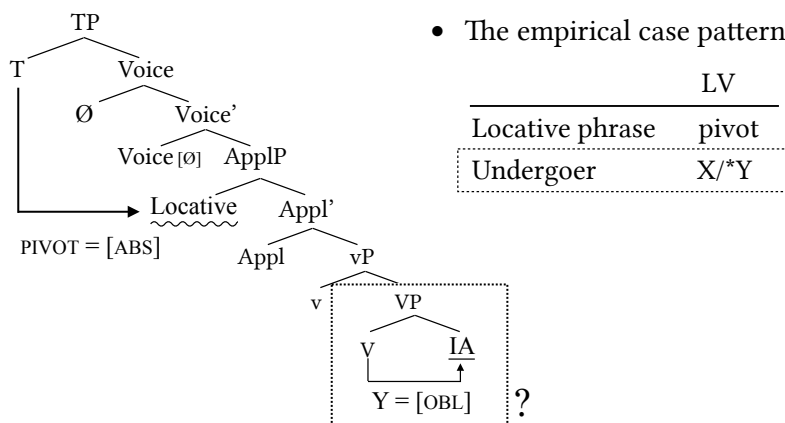 TP
T Voice
Ø Voice’
Voice [Ø] ApplP
Locative Appl’
PIVOT = [ABS]
Appl vP
v VP
V IA
Y = [OBL] ?
• The empirical case pattern
LV
Locative phrase pivot
Undergoer X/*Y